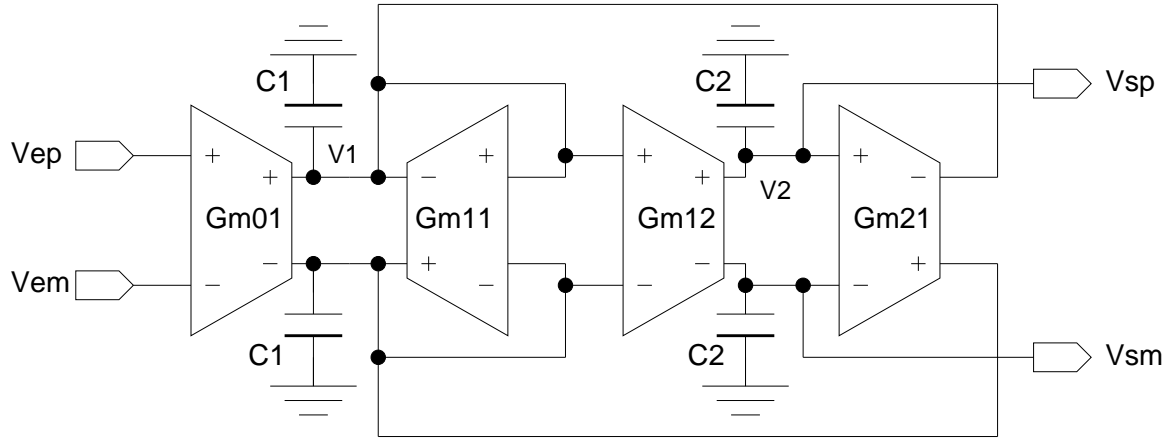 C1
C2
Vsp
Vep
+
+
+
+
+
V1
+
−
+
−
V2
Gm01
Gm11
Gm12
Gm21
Vem
−
−
+
−
−
−
+
−
C1
C2
Vsm